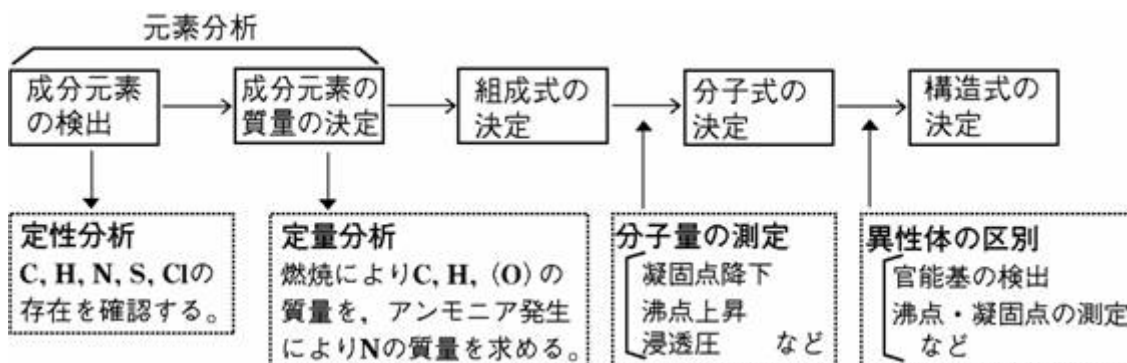 元素分析
成分元素
の検出
成分元素の
質量の決定
組成式の
決定
分子式の
決定
構造式の
決定
定性分析
C, H, N, S, Clの
存在を確認する。
定量分析
燃焼によりC, H, (O) の
質量を、アンモニア発生
によりNの質量を求める。
分子量の測定
凝固点降下
沸点上昇
浸透圧 など
異性体の区別
官能基の検出
沸点・凝固点の測定
など